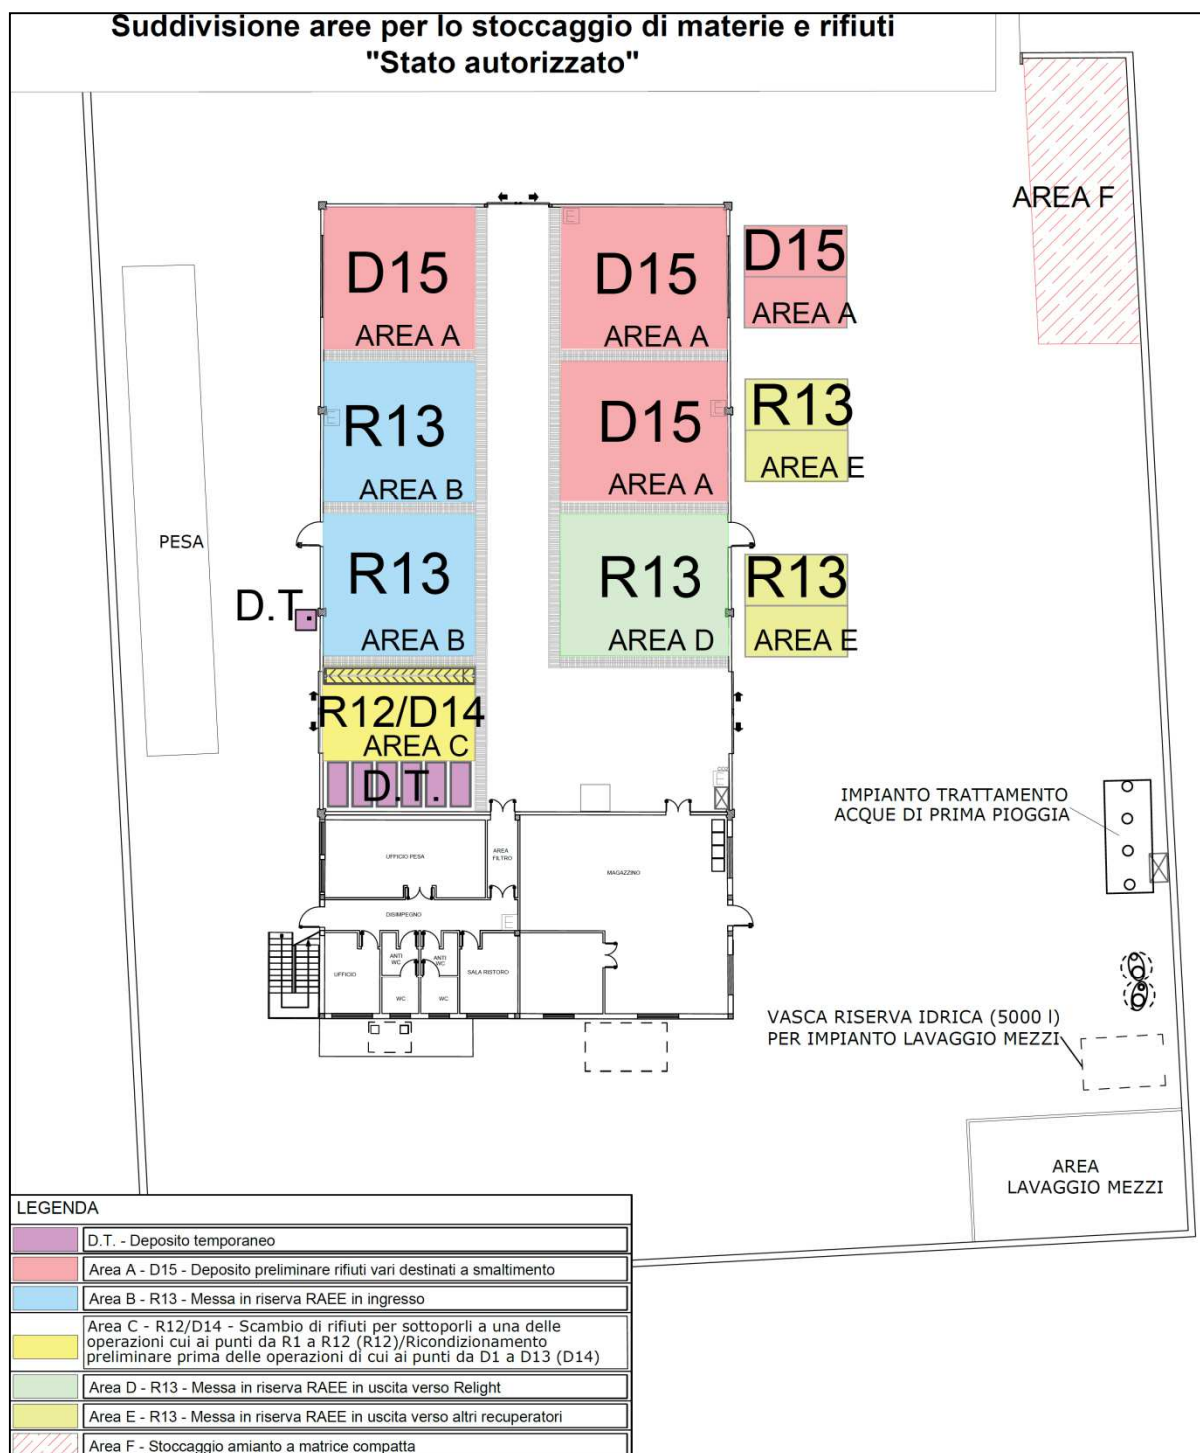 Suddivisione aree per lo stoccaggio di materie e rifiuti
"Stato autorizzato"
AREA F
D15
AREA A
D15
AREA A
D15
AREA A
R13
AREA B
D15
AREA A
R13
AREA E
PESA
D.T.
R13
AREA B
R13
AREA D
R13
AREA E
R12/D14
AREA C
D.T.
IMPIANTO TRATTAMENTO
ACQUE DI PRIMA PIOGGIA
UFFICIO PESA
AREA
FILTRO
MAGAZZINO
DISIMPEGNO
E
E
E
E
E
UFFICIO
ANTI
WC
ANTI
WC
SALA RISTORO
WC
WC
VASCA RISERVA IDRICA (5000 l)
PER IMPIANTO LAVAGGIO MEZZI
AREA
LAVAGGIO MEZZI
LEGENDA
D.T. - Deposito temporaneo
Area A - D15 - Deposito preliminare rifiuti vari destinati a smaltimento
Area B - R13 - Messa in riserva RAEE in ingresso
Area C - R12/D14 - Scambio di rifiuti per sottoporli a una delle
operazioni cui ai punti da R1 a R12 (R12)/Ricondizionamento
preliminare prima delle operazioni di cui ai punti da D1 a D13 (D14)
Area D - R13 - Messa in riserva RAEE in uscita verso Relight
Area E - R13 - Messa in riserva RAEE in uscita verso altri recuperatori
Area F - Stoccaggio amianto a matrice compatta